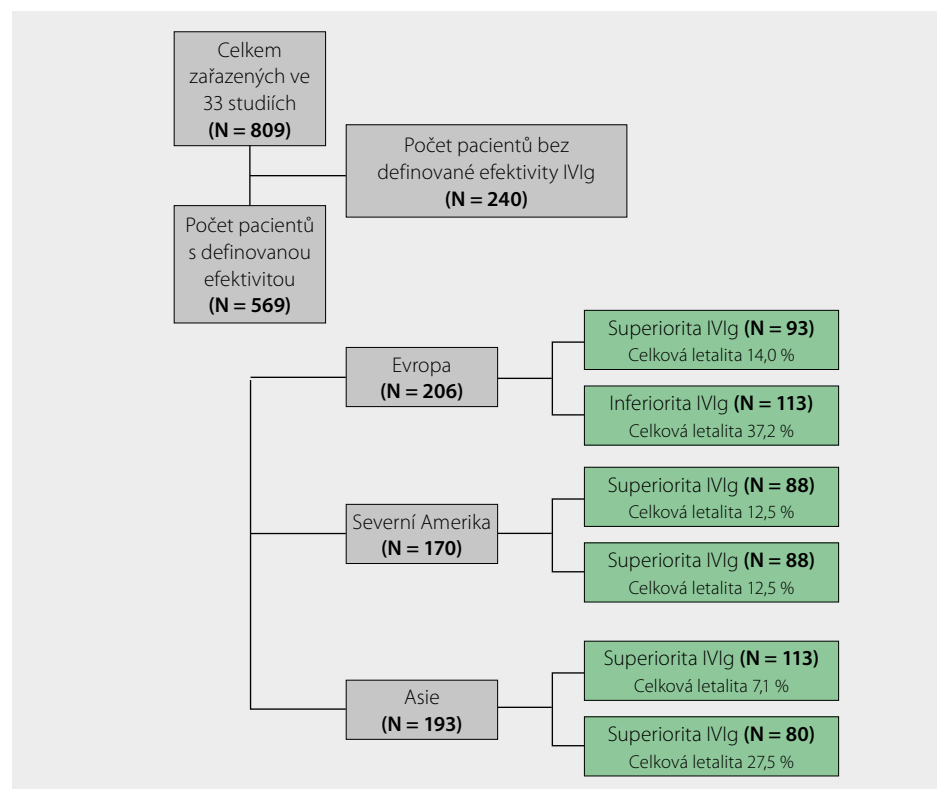 Celkem
zařazených ve
33 studiích
(N = 809)
Počet pacientů bez
definované efektivity IVIg
(N = 240)
Počet pacientů
s definovanou
efektivitou
(N = 569)
Evropa
(N = 206)
Superiorita IVIg (N = 93)
Celková letalita 14,0 %
Inferiorita IVIg (N = 113)
Celková letalita 37,2 %
Severní Amerika
(N = 170)
Superiorita IVIg (N = 88)
Celková letalita 12,5 %
Superiorita IVIg (N = 88)
Celková letalita 12,5 %
Asie
(N = 193)
Superiorita IVIg (N = 113)
Celková letalita 7,1 %
Superiorita IVIg (N = 80)
Celková letalita 27,5 %